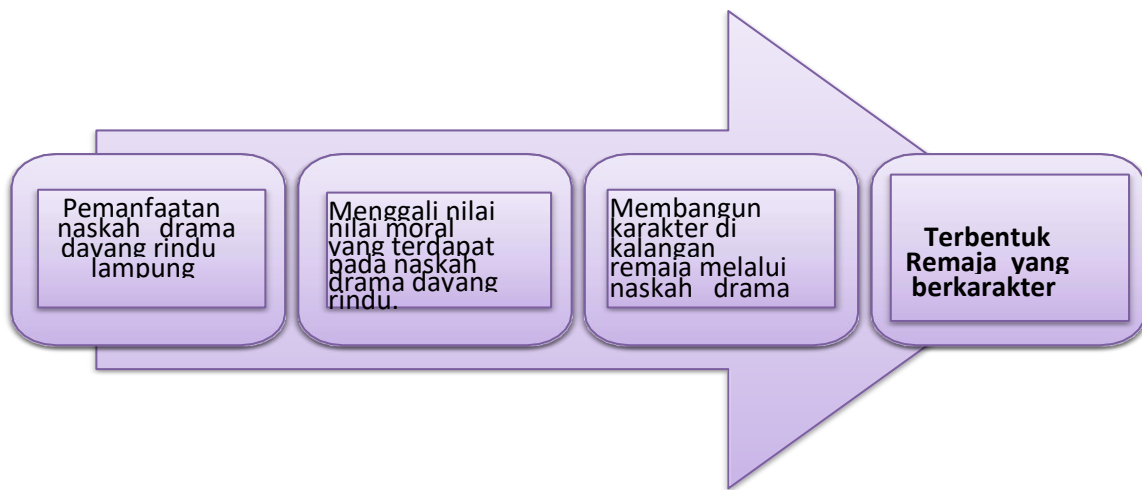 Pemanfaatan
naskah drama
dayang rindu
lampung
Menggali nilai
nilai moral
yang terdapat
pada naskah
drama dayang
rindu.
Membangun
karakter di
kalangan
remaja melalui
naskah drama
Terbentuk
Remaja yang
berkarakter